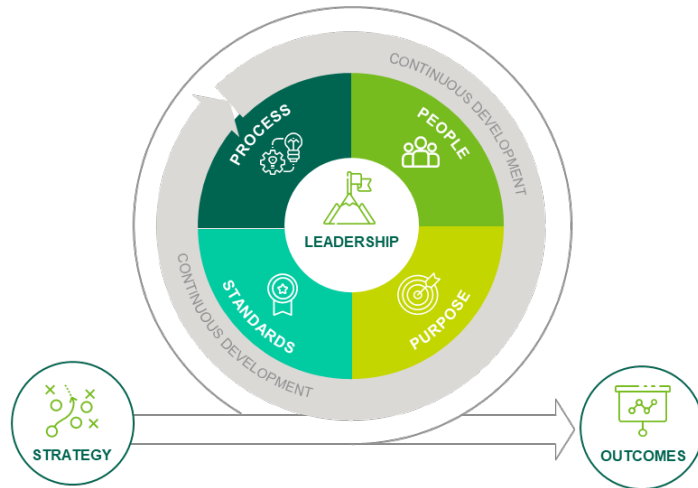 CONTINUOUS DEVELOPMENT
PROCESS
PEOPLE
LEADERSHIP
STANDARDS
PURPOSE
CONTINUOUS DEVELOPMENT
STRATEGY
OUTCOMES